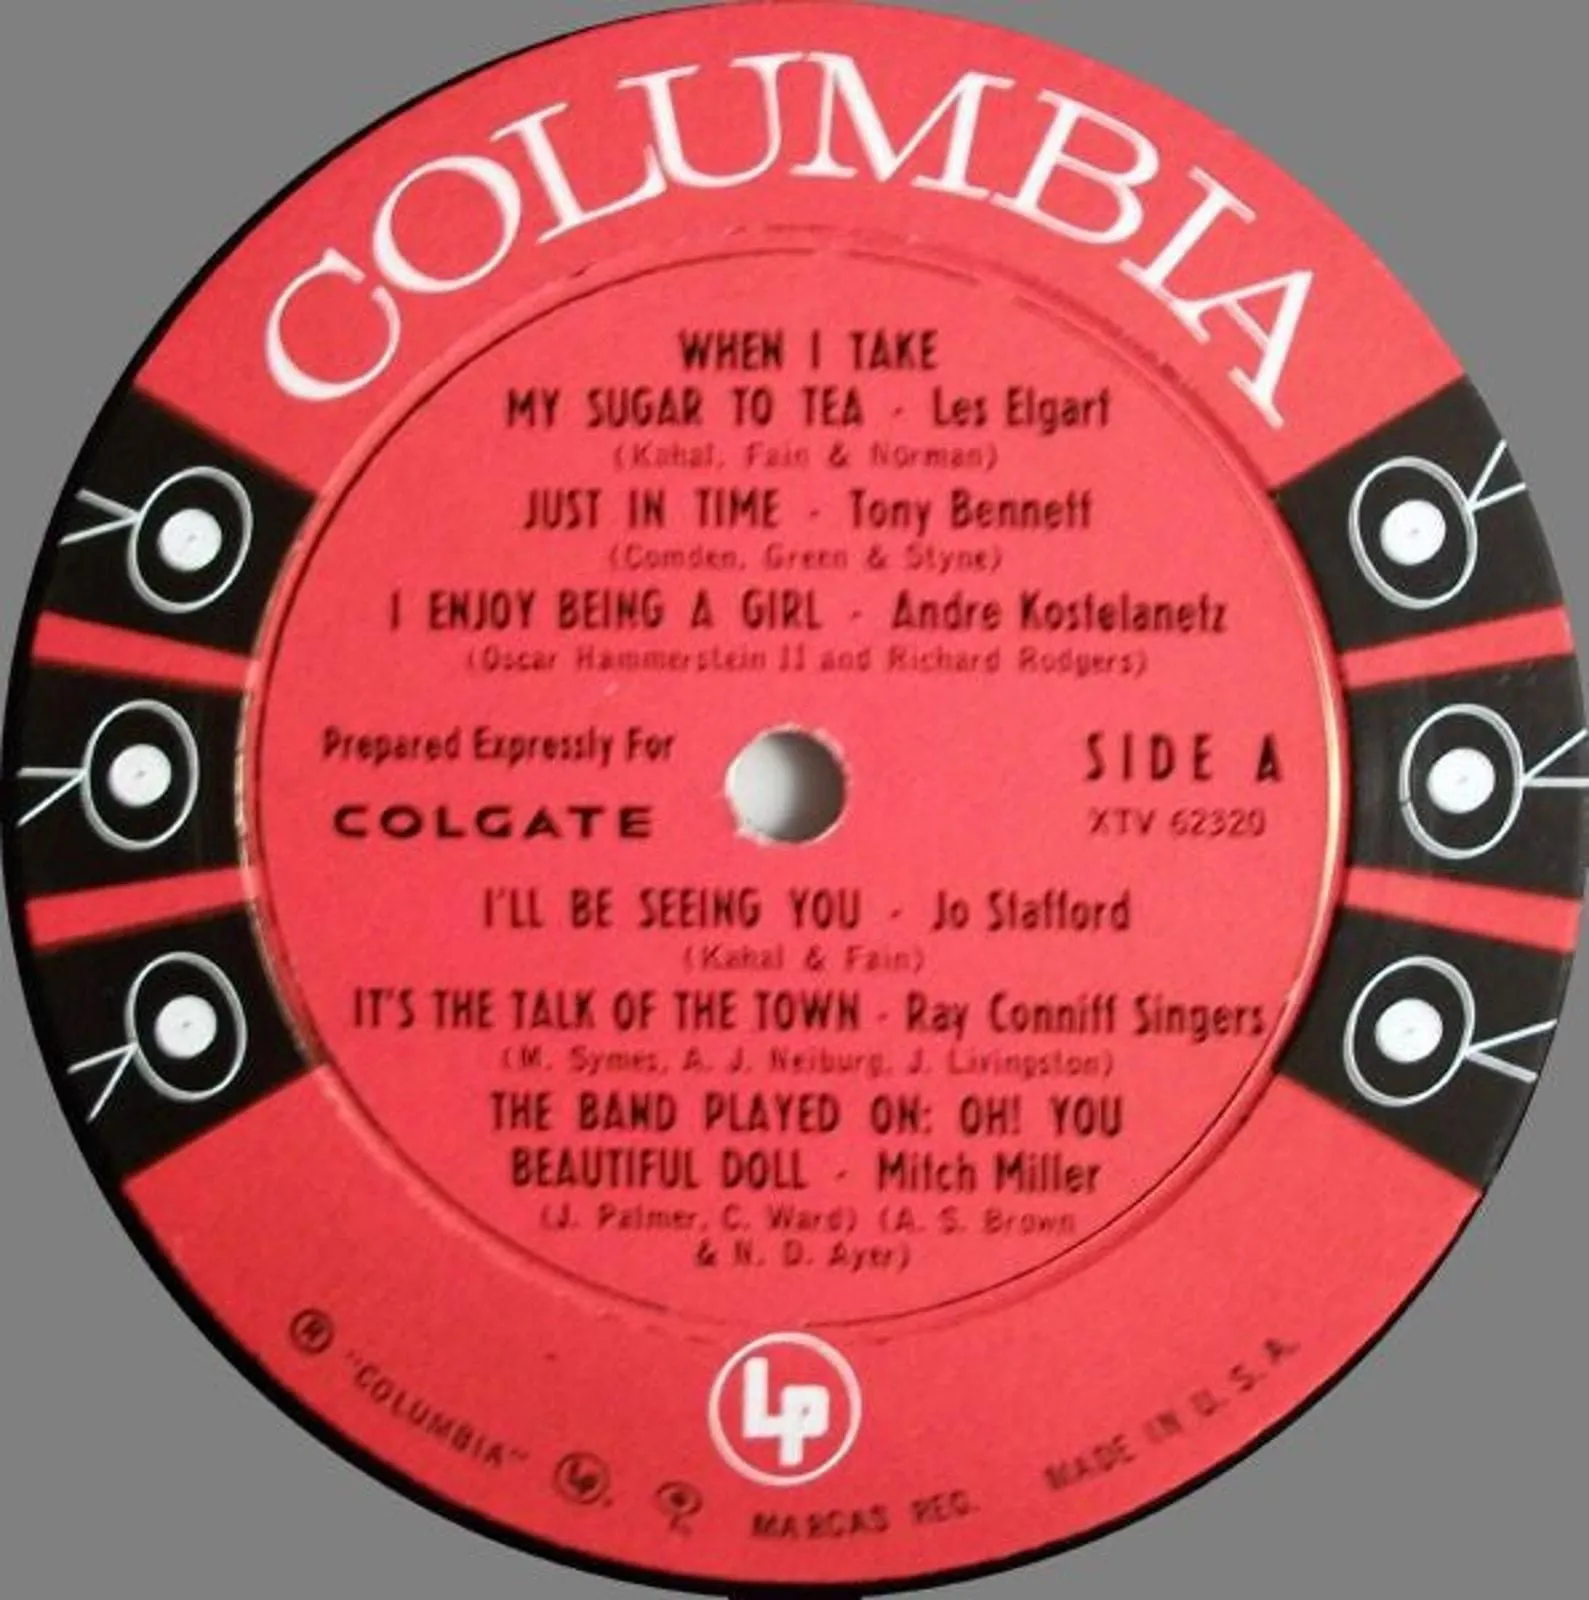 COLUMBIA
WHEN I TAKE
MY SUGAR TO TEA - Les Elgart
(Kahal, Fain & Norman)
JUST IN TIME - Tony Bennett
(Comden, Green & Styne)
I ENJOY BEING A GIRL - Andre Kostelanetz
(Oscar Hammerstein II and Richard Rodgers)
Prepared Expressly For
COLGATE
SIDE A
XTV 62320
I'LL BE SEEING YOU - Jo Stafford
(Kahal & Fain)
IT'S THE TALK OF THE TOWN - Ray Conniff Singers
(M. Symes, A. J. Neiburg, J. Livingston)
THE BAND PLAYED ON: OH! YOU
BEAUTIFUL DOLL - Mitch Miller
(J. Palmer, C. Ward) (A. S. Brown
& N. D. Ayer)
LP
® "COLUMBIA" LP, MARCAS REG. MADE IN U. S. A.